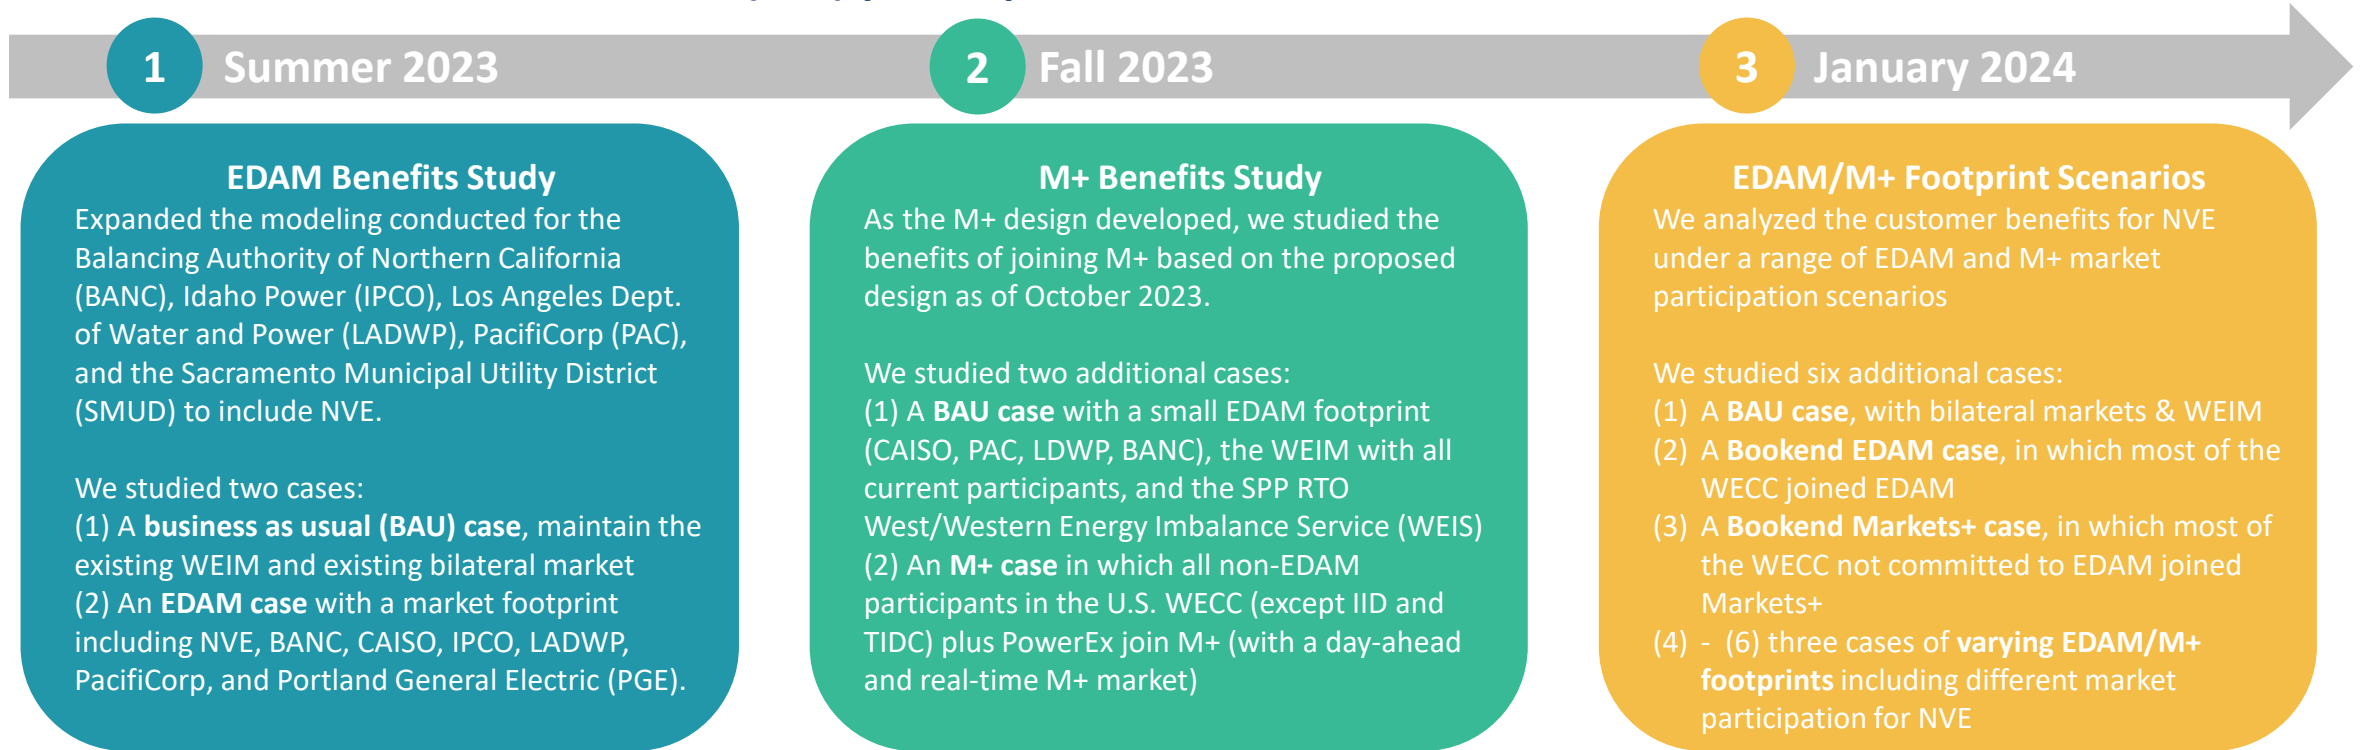 1 Summer 2023
2 Fall 2023
3 January 2024
EDAM Benefits Study
Expanded the modeling conducted for the
Balancing Authority of Northern California
(BANC), Idaho Power (IPCO), Los Angeles Dept.
of Water and Power (LADWP), PacifiCorp (PAC),
and the Sacramento Municipal Utility District
(SMUD) to include NVE.
We studied two cases:
(1) A business as usual (BAU) case, maintain the
existing WEIM and existing bilateral market
(2) An EDAM case with a market footprint
including NVE, BANC, CAISO, IPCO, LADWP,
PacifiCorp, and Portland General Electric (PGE).
M+ Benefits Study
As the M+ design developed, we studied the
benefits of joining M+ based on the proposed
design as of October 2023.
We studied two additional cases:
(1) A BAU case with a small EDAM footprint
(CAISO, PAC, LDWP, BANC), the WEIM with all
current participants, and the SPP RTO
West/Western Energy Imbalance Service (WEIS)
(2) An M+ case in which all non-EDAM
participants in the U.S. WECC (except IID and
TIDC) plus PowerEx join M+ (with a day-ahead
and real-time M+ market)
EDAM/M+ Footprint Scenarios
We analyzed the customer benefits for NVE
under a range of EDAM and M+ market
participation scenarios
We studied six additional cases:
(1) A BAU case, with bilateral markets & WEIM
(2) A Bookend EDAM case, in which most of the
WECC joined EDAM
(3) A Bookend Markets+ case, in which most of
the WECC not committed to EDAM joined
Markets+
(4) - (6) three cases of varying EDAM/M+
footprints including different market
participation for NVE